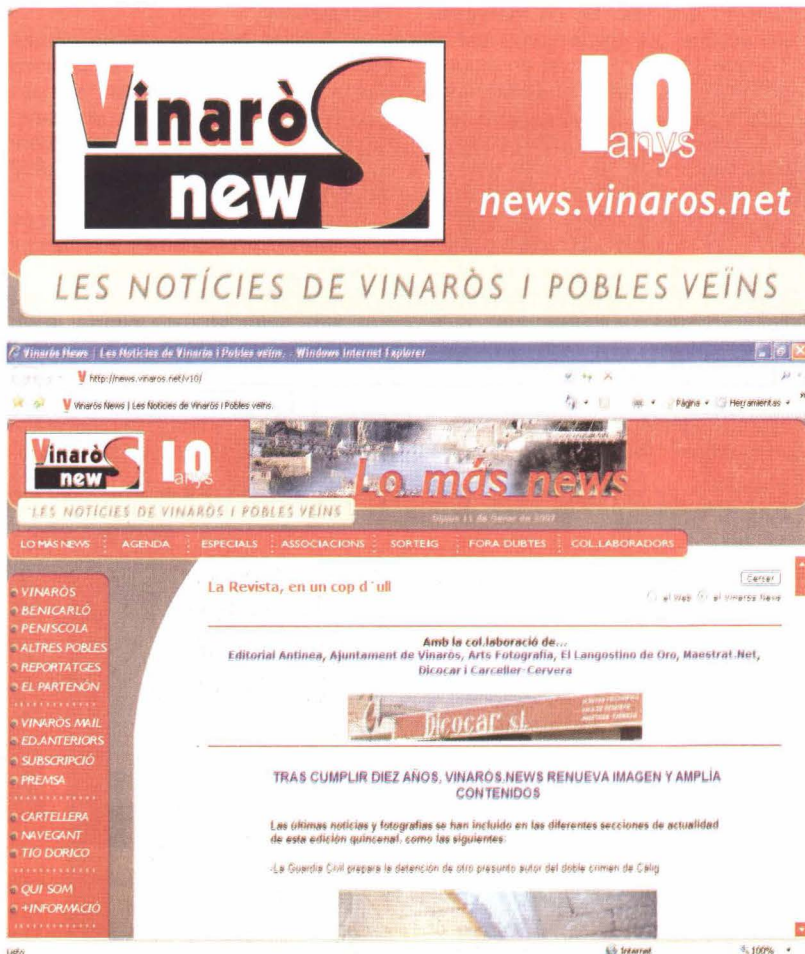 Vinaròs
news
10
anys
news.vinaros.net
LES NOTÍCIES DE VINARÒS I POBLES VEÏNS
Vinaròs News | Les Notícies de Vinaròs i Pobles veïns. - Windows Internet Explorer
http://news.vinaros.net/v10/
Vinaròs News | Les Notícies de Vinaròs i Pobles veïns.
Página
Herramientas
Vinaròs
news
10
anys
Lo más news
LES NOTÍCIES DE VINARÒS I POBLES VEÏNS
Dijous 11 de Gener de 2007
LO MÁS NEWS
AGENDA
ESPECIALS
ASSOCIACIONS
SORTEIG
FORA DUBTES
COL.LABORADORS
VINARÒS
BENICARLÓ
PENISCOLA
ALTRES POBLES
REPORTATGES
EL PARTENÓN
VINARÒS MAIL
ED.ANTERIORS
SUBSCRIPCIÓ
PREMSA
CARTELLERA
NAVEGANT
TIO DORICO
QUI SOM
+INFORMACIÓ
La Revista, en un cop d´ull
Cercar
el Web
el Vinaròs News
Amb la col.laboració de...
Editorial Antinea, Ajuntament de Vinaròs, Arts Fotografia, El Langostino de Oro, Maestrat.Net,
Dicocar i Carceller-Cervera
Dicocar s.L.
TRAS CUMPLIR DIEZ AÑOS, VINARÒS.NEWS RENUEVA IMAGEN Y AMPLÍA
CONTENIDOS
Las últimas noticias y fotografías se han incluido en las diferentes secciones de actualidad
de esta edición quincenal, como las siguientes:
-La Guardia Civil prepara la detención de otro presunto autor del doble crimen de Càlig
Listo
Internet
100%